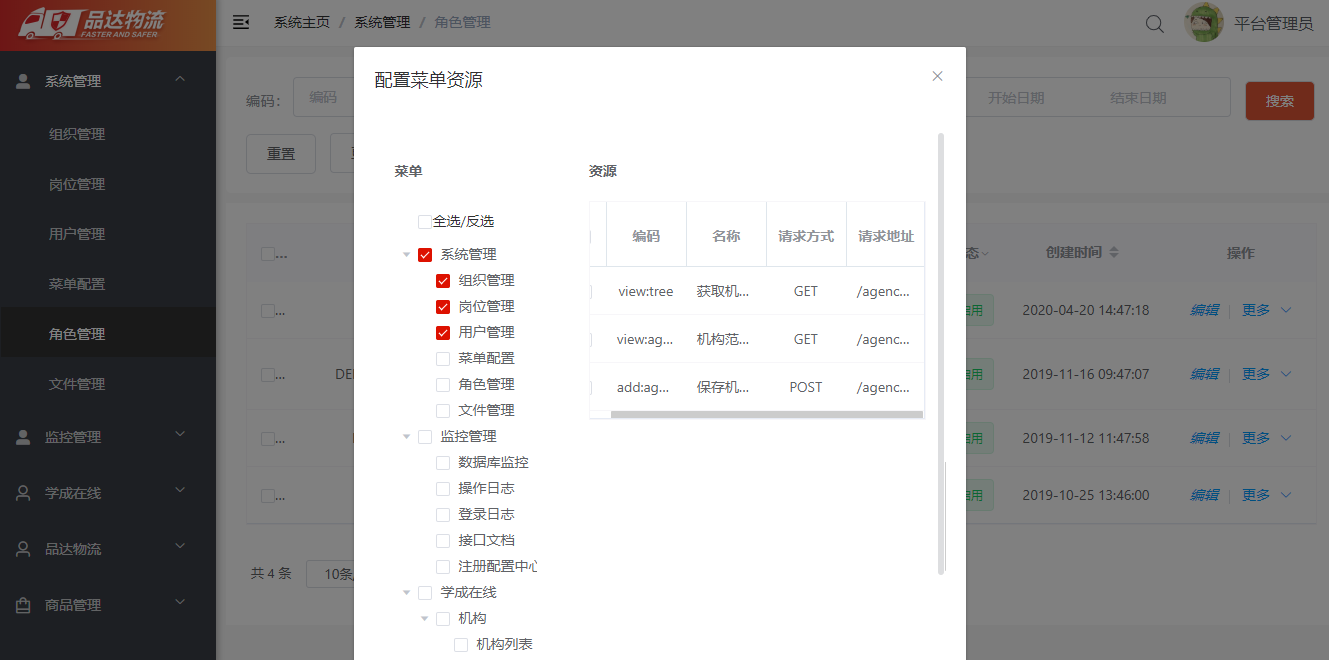 品达物流
FASTER AND SAFER
系统主页 / 系统管理 / 角色管理
平台管理员
系统管理
组织管理
岗位管理
用户管理
菜单配置
角色管理
文件管理
监控管理
学成在线
品达物流
商品管理
编码: 编码
开始日期 结束日期
搜索
重置
配置菜单资源
菜单
全选/反选
系统管理
组织管理
岗位管理
用户管理
菜单配置
角色管理
文件管理
监控管理
数据库监控
操作日志
登录日志
接口文档
注册配置中心
学成在线
机构
机构列表
资源
编码 名称 请求方式 请求地址
view:tree 获取机... GET /agenc...
view:ag... 机构范... GET /agenc...
add:ag... 保存机... POST /agenc...
... 态 创建时间 操作
... 用 2020-04-20 14:47:18 编辑 更多
... DE 用 2019-11-16 09:47:07 编辑 更多
... 用 2019-11-12 11:47:58 编辑 更多
... 用 2019-10-25 13:46:00 编辑 更多
共 4 条 10条